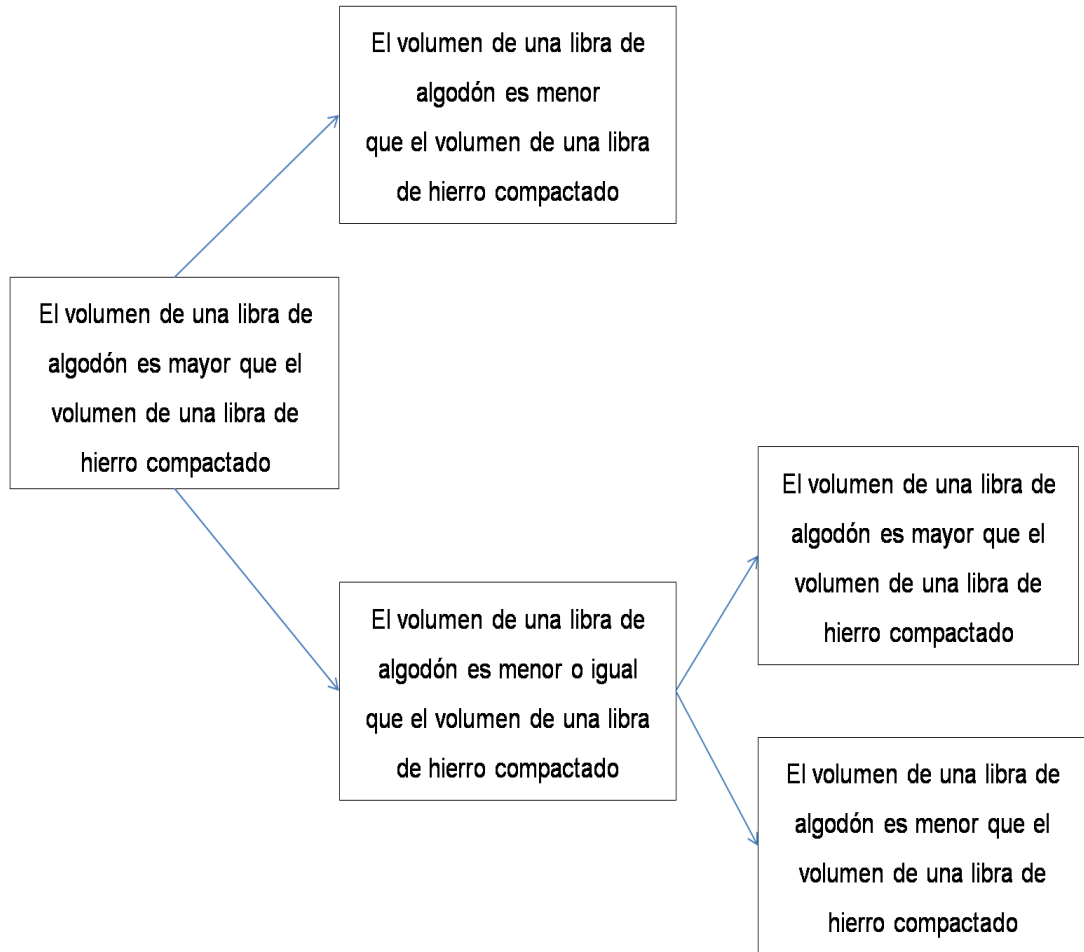 El volumen de una libra de
algodón es menor
que el volumen de una libra
de hierro compactado
El volumen de una libra de
algodón es mayor que el
volumen de una libra de
hierro compactado
El volumen de una libra de
algodón es menor o igual
que el volumen de una libra
de hierro compactado
El volumen de una libra de
algodón es mayor que el
volumen de una libra de
hierro compactado
El volumen de una libra de
algodón es menor que el
volumen de una libra de
hierro compactado